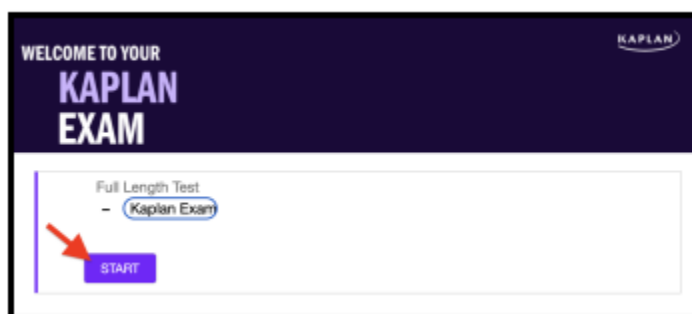 WELCOME TO YOUR
KAPLAN
EXAM
KAPLAN
Full Length Test
– Kaplan Exam
START